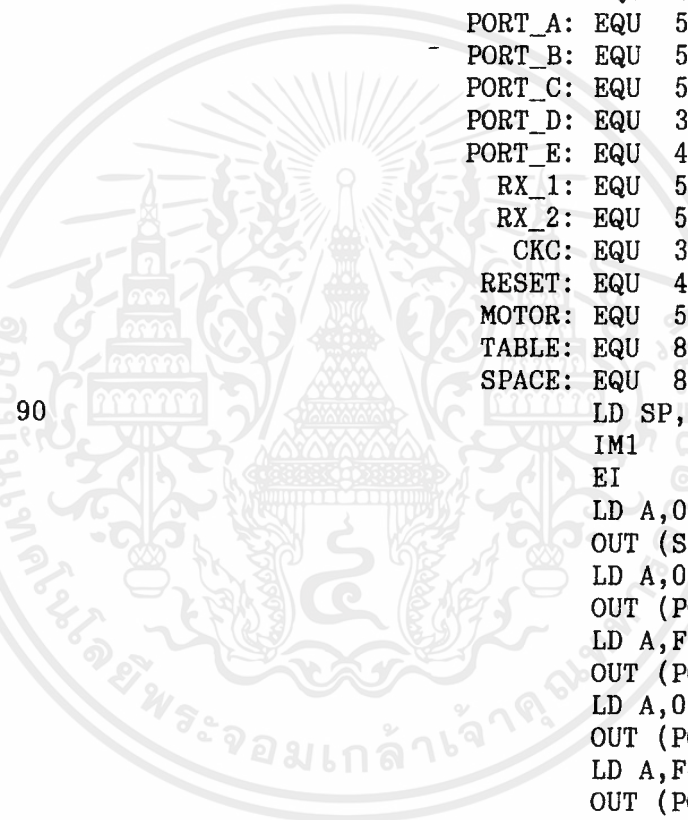 PORT_A: EQU 5
PORT_B: EQU 5
PORT_C: EQU 5
PORT_D: EQU 3
PORT_E: EQU 4
RX_1: EQU 5
RX_2: EQU 5
CKC: EQU 3
RESET: EQU 4
MOTOR: EQU 5
TABLE: EQU 8
SPACE: EQU 8
90 LD SP,
IM1
EI
LD A,0
OUT (S
LD A,0
OUT (P
LD A,F
OUT (P
LD A,0
OUT (P
LD A,F
OUT (P